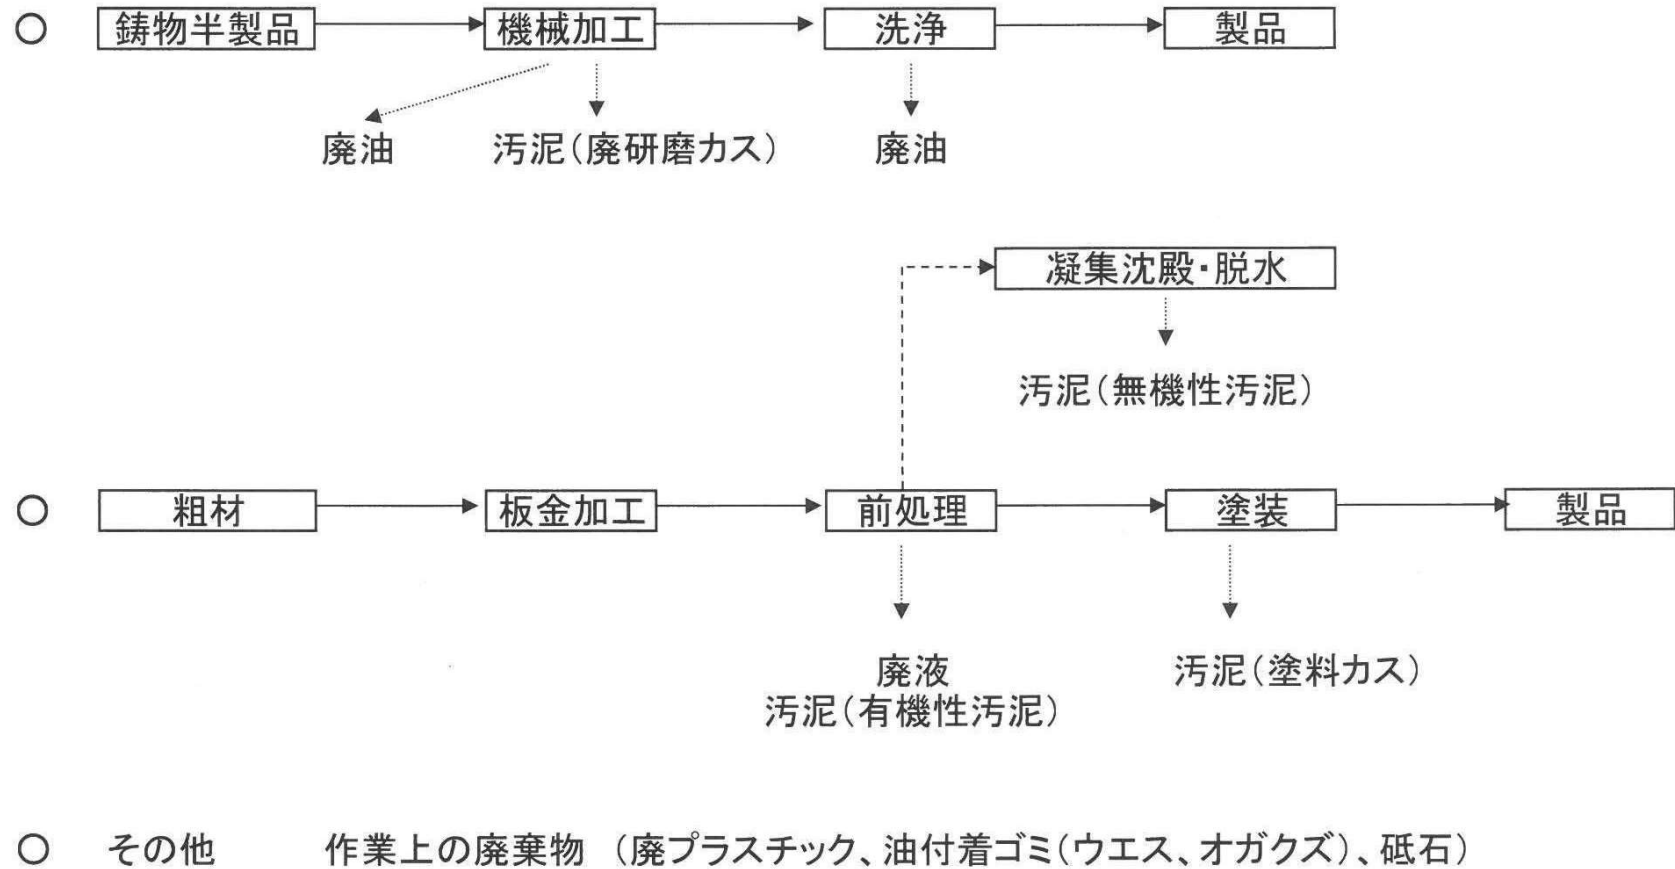 ○ 鋳物半製品 機械加工 洗浄 製品
廃油 汚泥(廃研磨カス) 廃油
凝集沈殿・脱水
汚泥(無機性汚泥)
○ 粗材 板金加工 前処理 塗装 製品
廃液 汚泥(塗料カス)
汚泥(有機性汚泥)
○ その他 作業上の廃棄物 (廃プラスチック、油付着ゴミ(ウエス、オガクズ)、砥石)